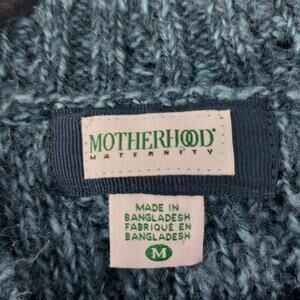 MOTHERHOOD
MATERNITY
MADE IN
BANGLADESH
FABRIQUÉ EN
BANGLADESH
M